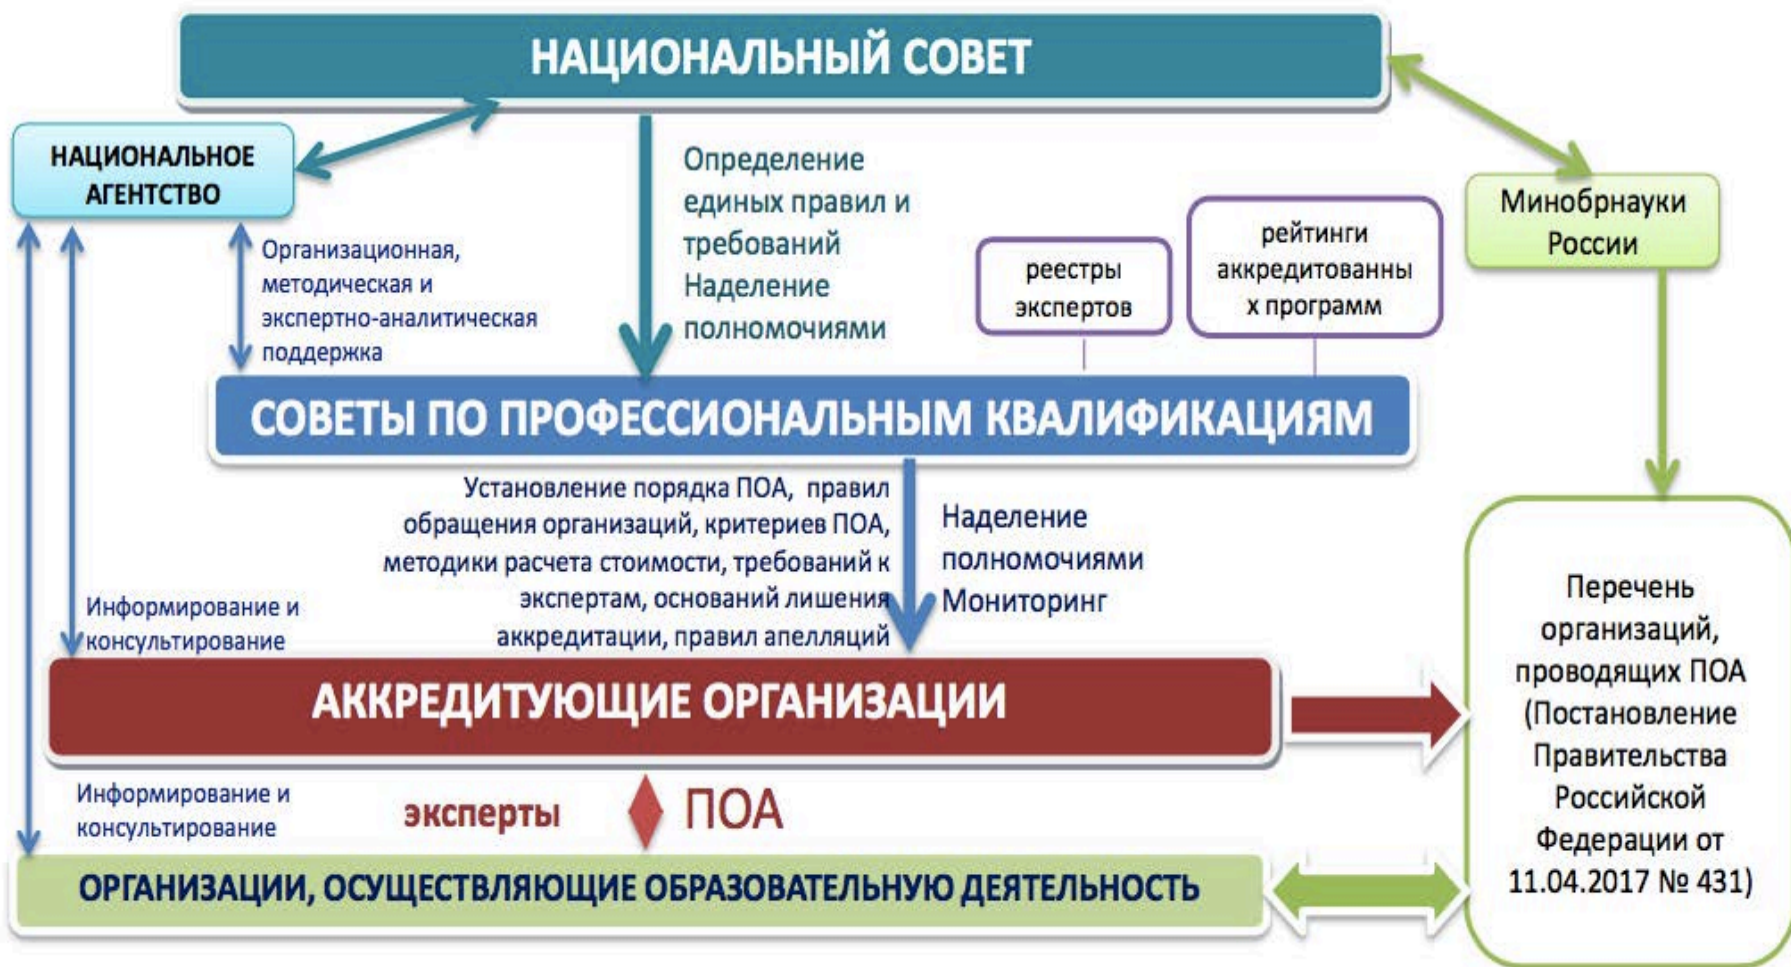 НАЦИОНАЛЬНЫЙ СОВЕТ
НАЦИОНАЛЬНОЕ
АГЕНТСТВО
Определение
единых правил и
требований
Наделение
полномочиями
Минобрнауки
России
Организационная,
методическая и
экспертно-аналитическая
поддержка
реестры
экспертов
рейтинги
аккредитованны
х программ
СОВЕТЫ ПО ПРОФЕССИОНАЛЬНЫМ КВАЛИФИКАЦИЯМ
Установление порядка ПОА, правил
обращения организаций, критериев ПОА,
методики расчета стоимости, требований к
экспертам, оснований лишения
аккредитации, правил апелляций
Наделение
полномочиями
Мониторинг
Информирование и
консультирование
АККРЕДИТУЮЩИЕ ОРГАНИЗАЦИИ
Информирование и
консультирование
эксперты
ПОА
ОРГАНИЗАЦИИ, ОСУЩЕСТВЛЯЮЩИЕ ОБРАЗОВАТЕЛЬНУЮ ДЕЯТЕЛЬНОСТЬ
Перечень
организаций,
проводящих ПОА
(Постановление
Правительства
Российской
Федерации от
11.04.2017 № 431)